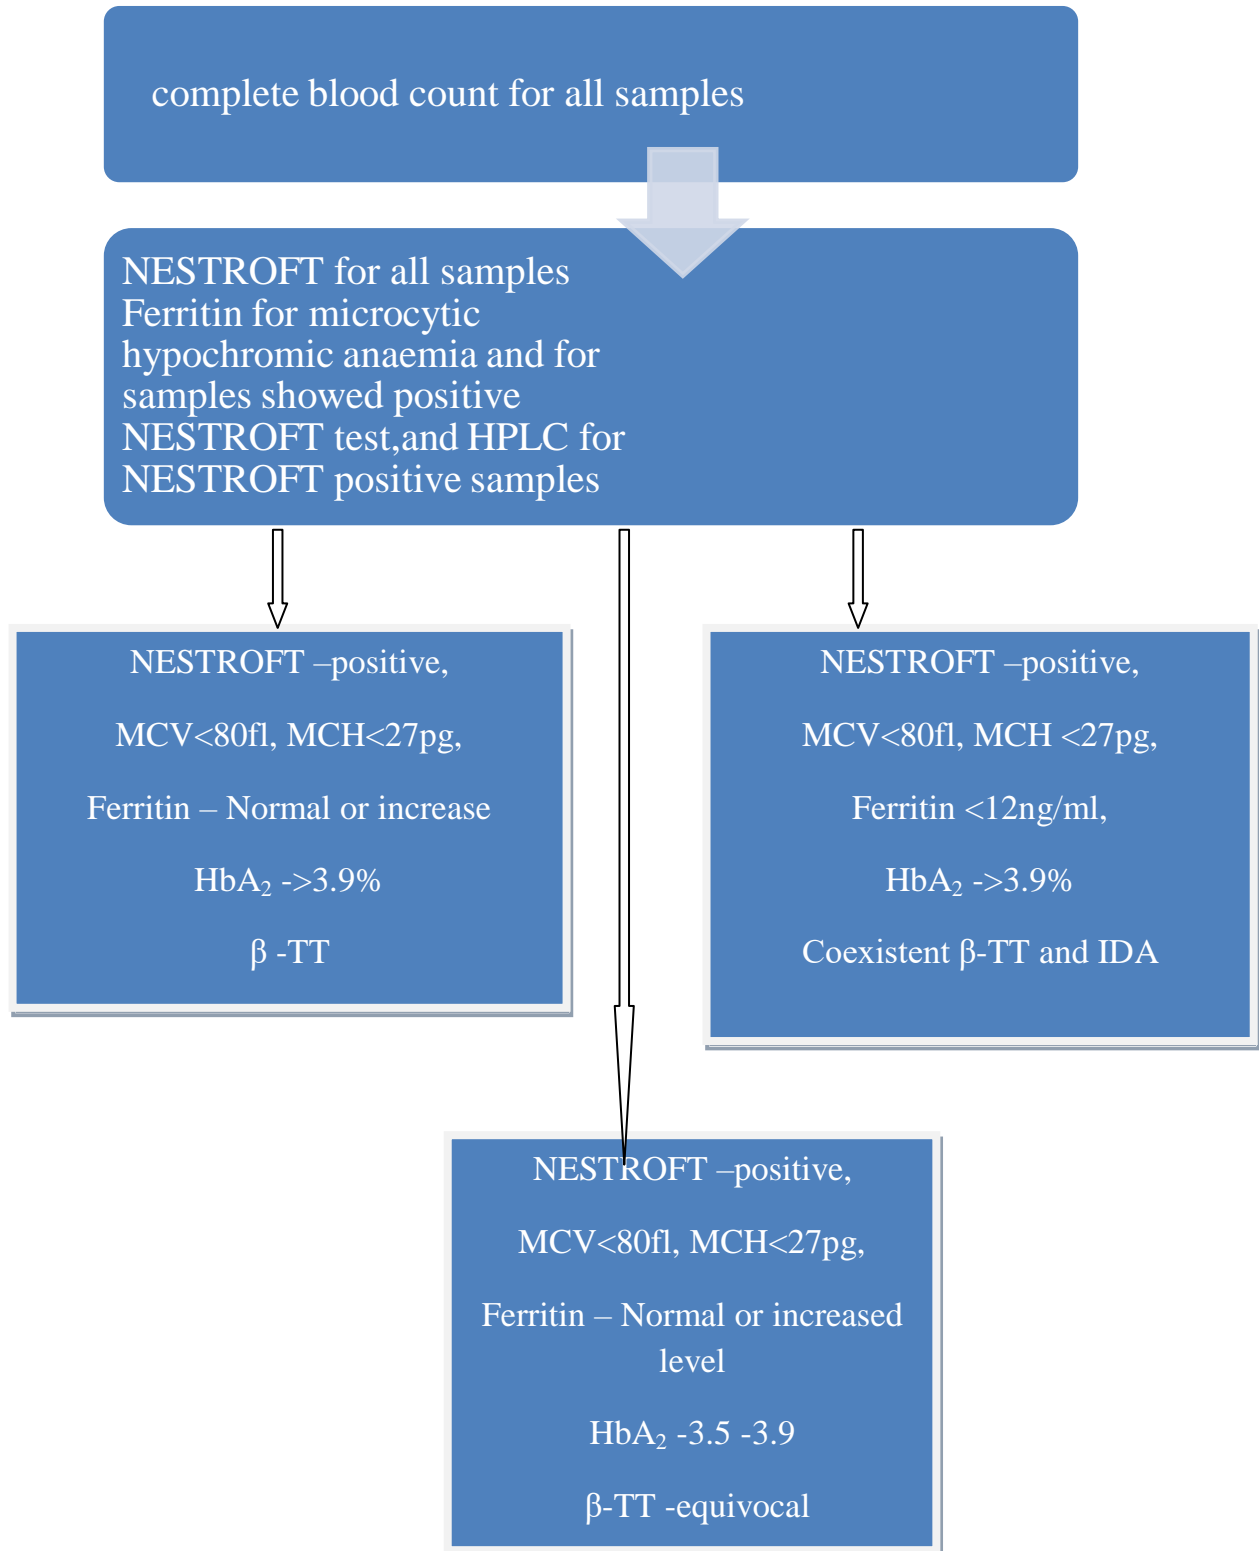 complete blood count for all samples
NESTROFT for all samples
Ferritin for microcytic
hypochromic anaemia and for
samples showed positive
NESTROFT test,and HPLC for
NESTROFT positive samples
NESTROFT –positive,
MCV<80fl, MCH<27pg,
Ferritin – Normal or increase
HbA₂ ->3.9%
β -TT
NESTROFT –positive,
MCV<80fl, MCH <27pg,
Ferritin <12ng/ml,
HbA₂ ->3.9%
Coexistent β-TT and IDA
NESTROFT –positive,
MCV<80fl, MCH<27pg,
Ferritin – Normal or increased
level
HbA₂ -3.5 -3.9
β-TT -equivocal